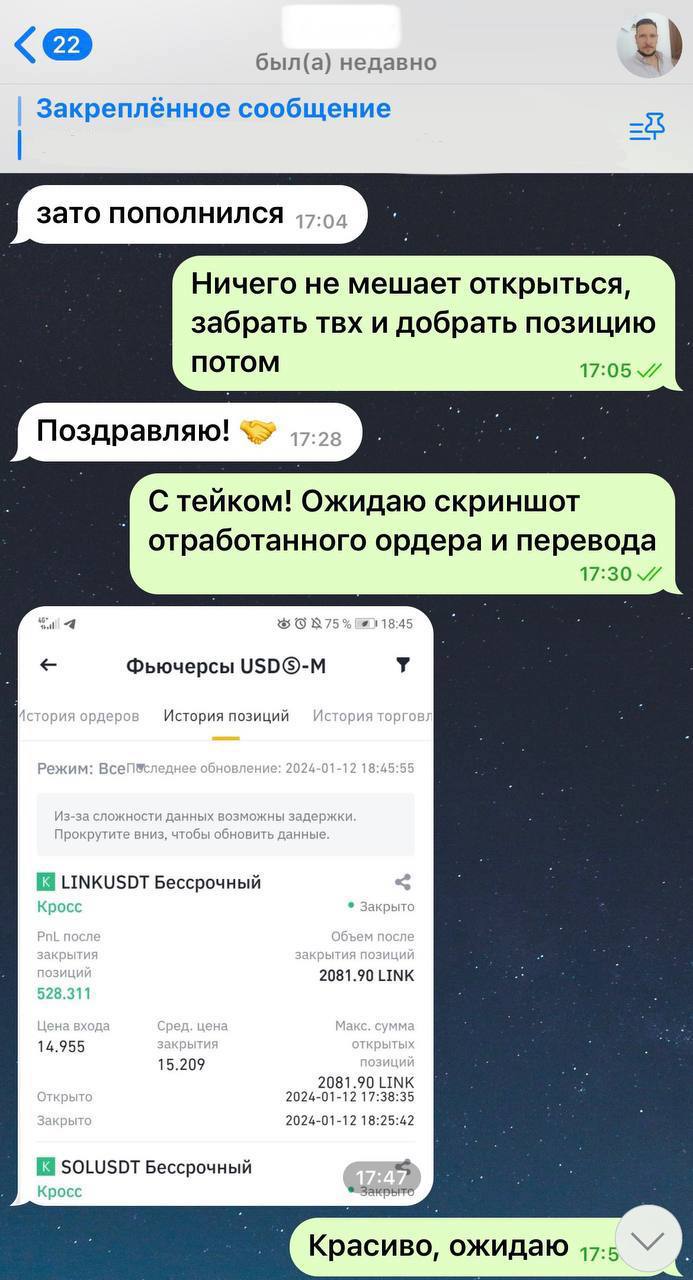 22
был(а) недавно
Закреплённое сообщение
зато пополнился 17:04
Ничего не мешает открыться,
забрать твх и добрать позицию
потом
17:05
Поздравляю! 🤝 17:28
С тейком! Ожидаю скриншот
отработанного ордера и перевода
17:30
75 % 18:45
Фьючерсы USDⓈ-M
История ордеров История позиций История торговл
Режим: Все Последнее обновление: 2024-01-12 18:45:55
Из-за сложности данных возможны задержки.
Прокрутите вниз, чтобы обновить данные.
К LINKUSDT Бессрочный
Кросс Закрыто
PnL после
закрытия
позиций
528.311
Объем после
закрытия позиций
2081.90 LINK
Цена входа
14.955
Сред. цена
закрытия
15.209
Макс. сумма
открытых
позиций
2081.90 LINK
Открыто 2024-01-12 17:38:35
Закрыто 2024-01-12 18:25:42
К SOLUSDT Бессрочный
Кросс Закрыто
17:47
Красиво, ожидаю 17:5